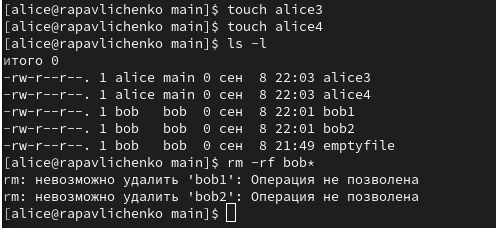 [alice@rapavlichenko main]$ touch alice3
[alice@rapavlichenko main]$ touch alice4
[alice@rapavlichenko main]$ ls -l
итого 0
-rw-r--r--. 1 alice main 0 сен  8 22:03 alice3
-rw-r--r--. 1 alice main 0 сен  8 22:03 alice4
-rw-r--r--. 1 bob   bob  0 сен  8 22:01 bob1
-rw-r--r--. 1 bob   bob  0 сен  8 22:01 bob2
-rw-r--r--. 1 bob   bob  0 сен  8 21:49 emptyfile
[alice@rapavlichenko main]$ rm -rf bob*
rm: невозможно удалить 'bob1': Операция не позволена
rm: невозможно удалить 'bob2': Операция не позволена
[alice@rapavlichenko main]$